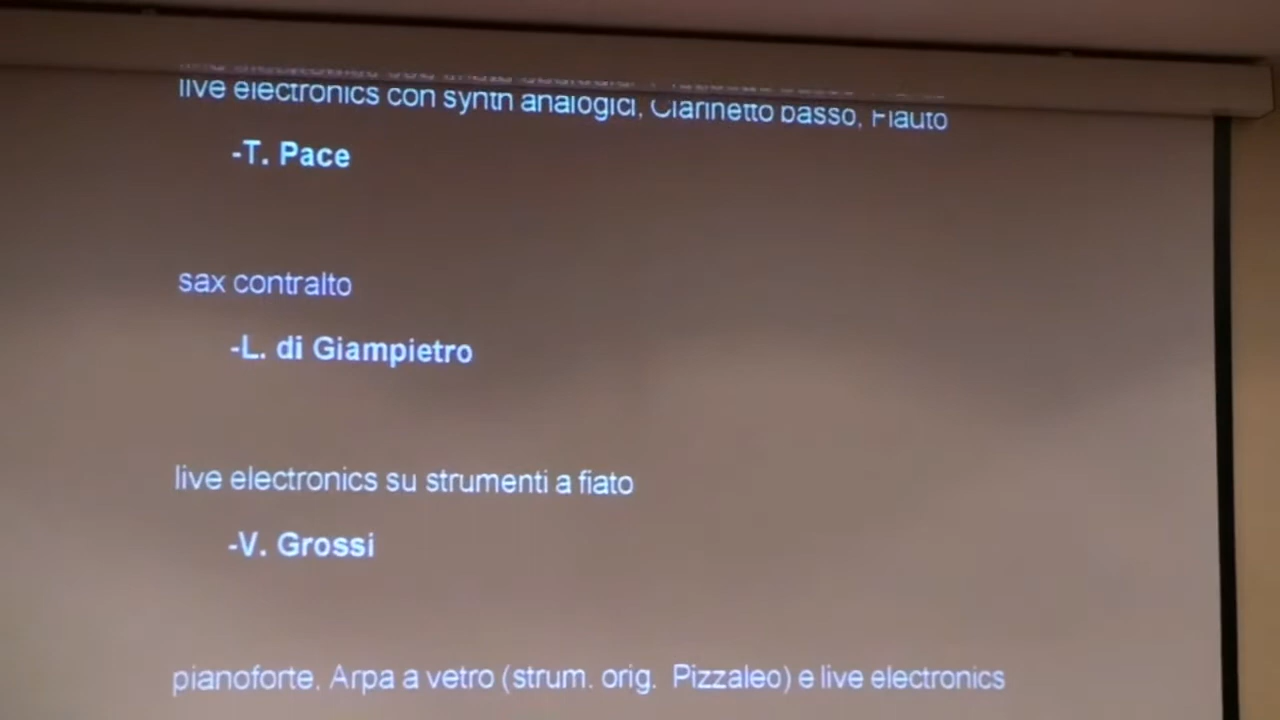 live electronics con synth analogici, Clarinetto basso, Flauto
-T. Pace
sax contralto
-L. di Giampietro
live electronics su strumenti a fiato
-V. Grossi
pianoforte, Arpa a vetro (strum. orig. Pizzaleo) e live electronics